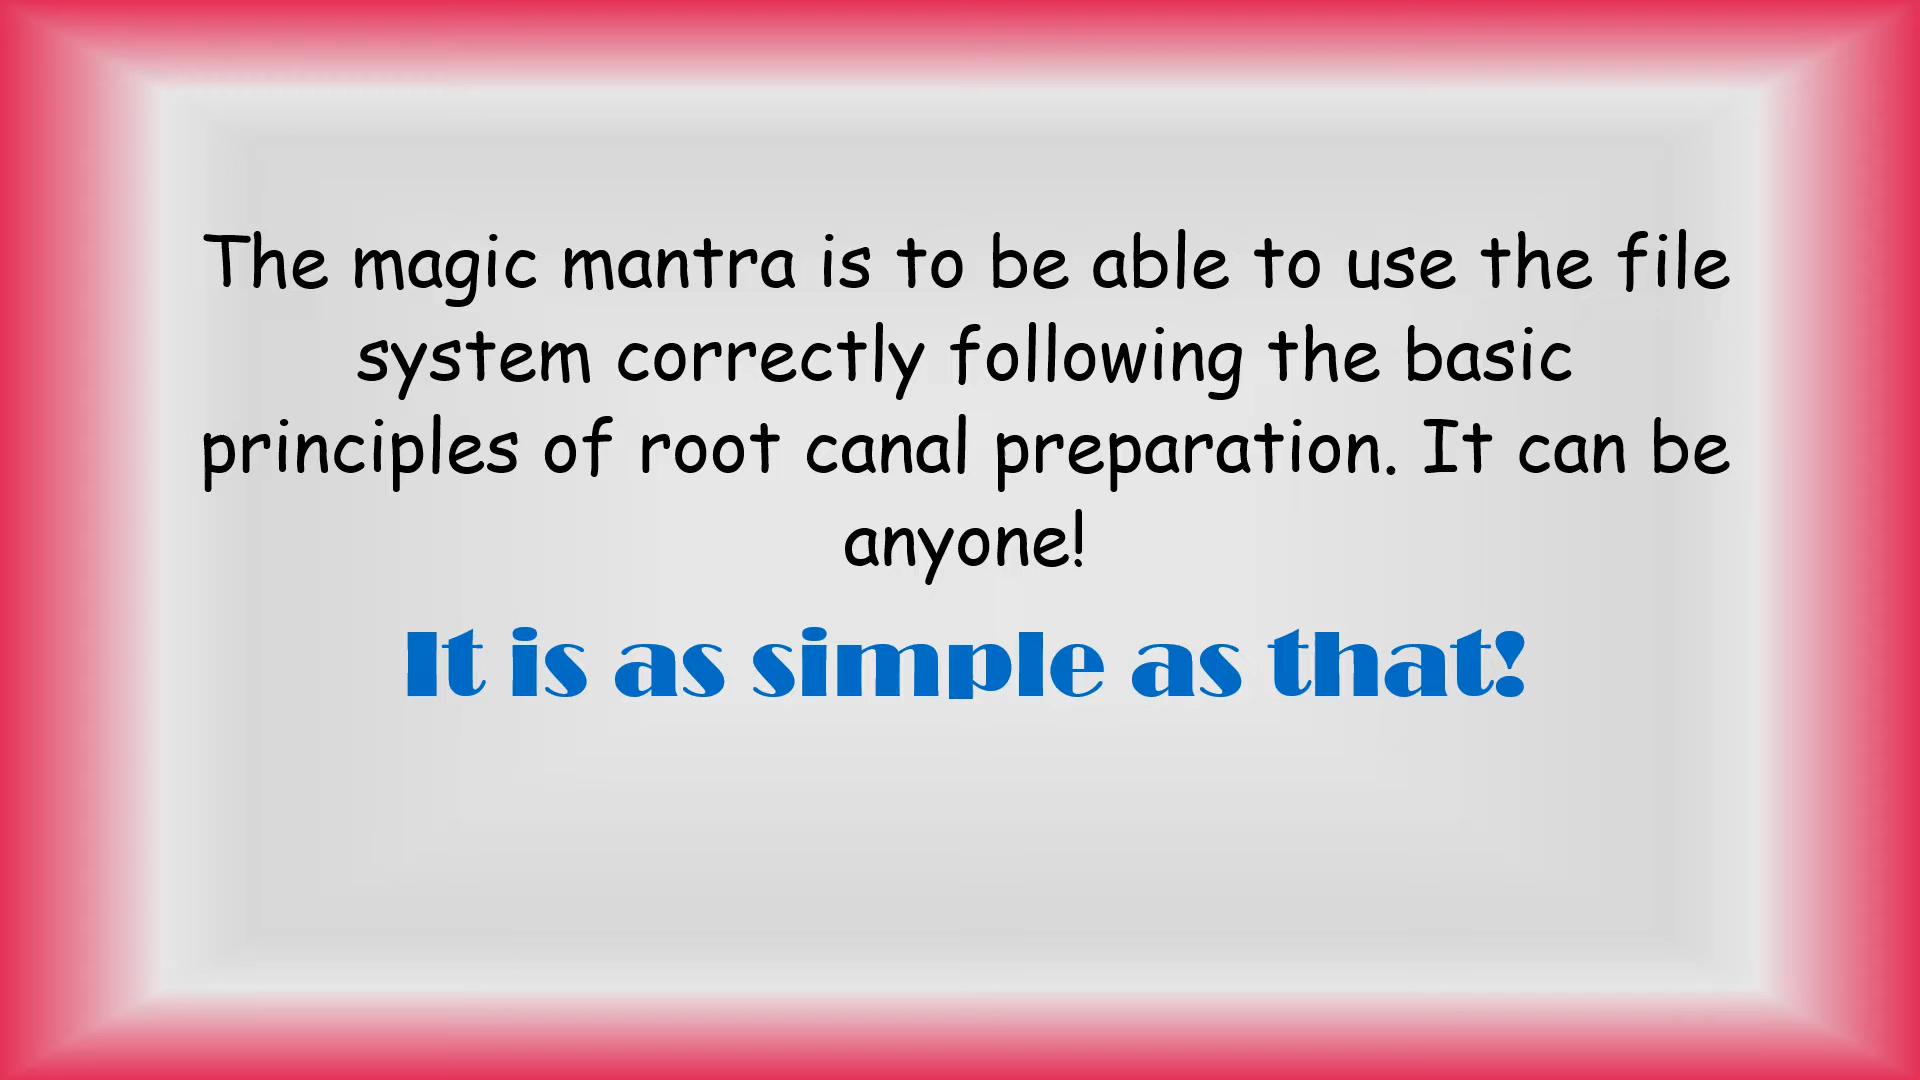 The magic mantra is to be able to use the file
system correctly following the basic
principles of root canal preparation. It can be
anyone!
It is as simple as that!